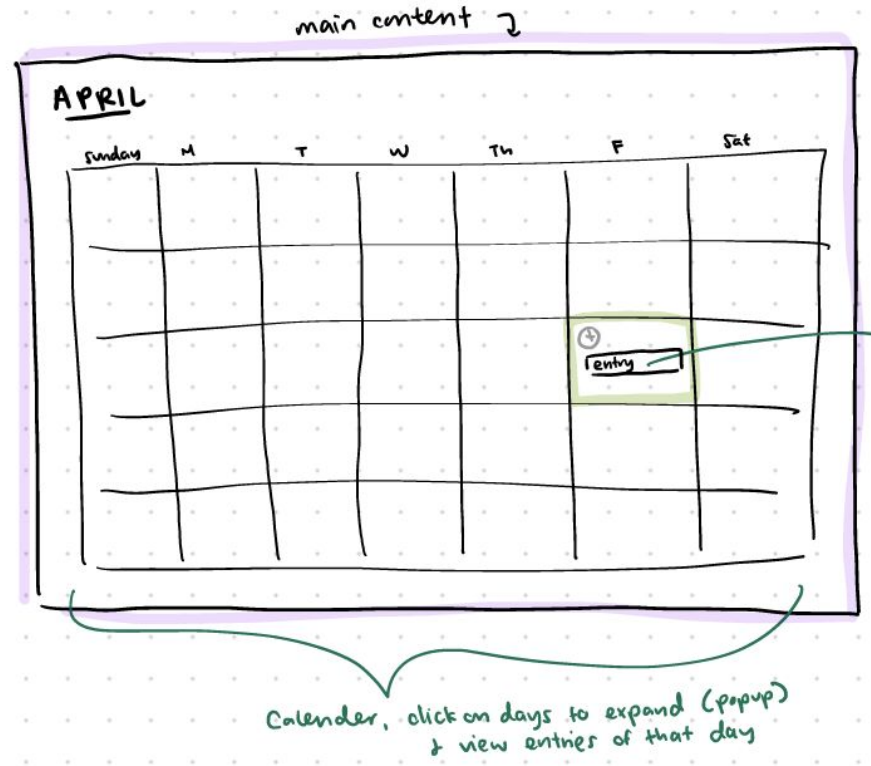 main content
APRIL
Sunday M T W Th F Sat
entry
Calender, click on days to expand (popup)
& view entries of that day